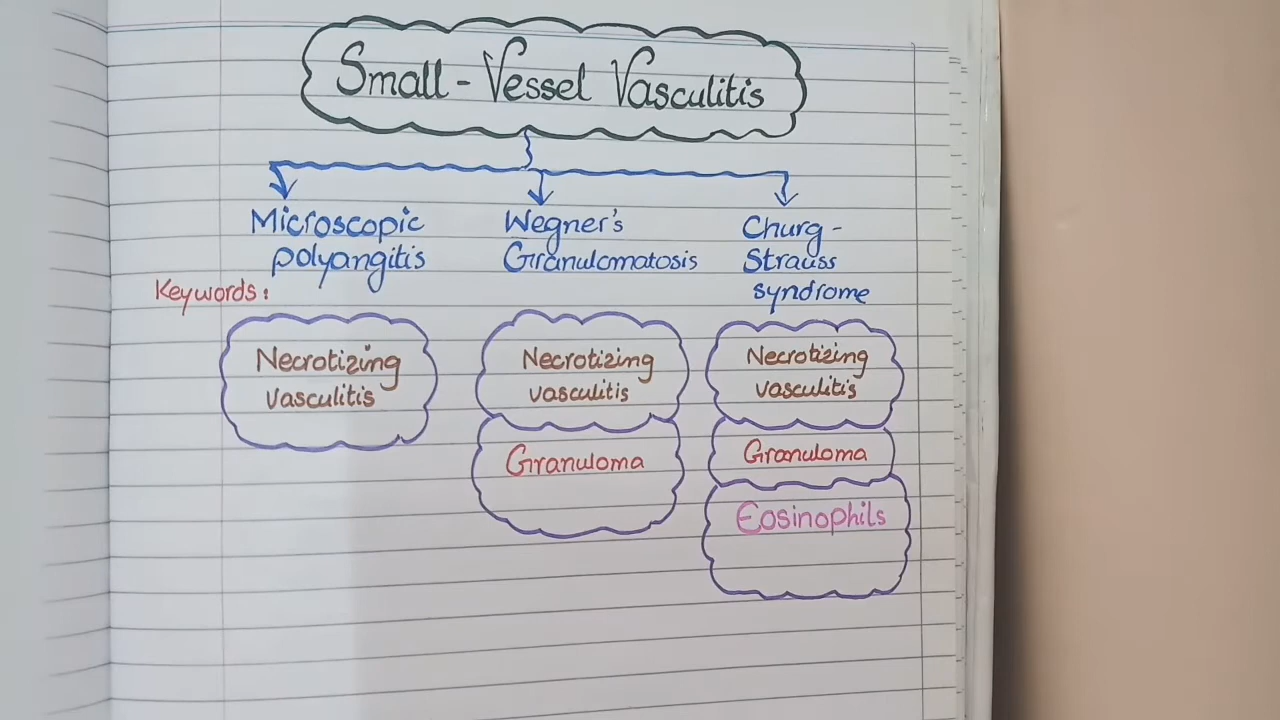 Small-Vessel Vasculitis
Microscopic
polyangitis
Wegner's
Granulomatosis
Churg-
Strauss
syndrome
Keywords:
Necrotizing
vasculitis
Necrotizing
vasculitis
Granuloma
Necrotizing
vasculitis
Granuloma
Eosinophils